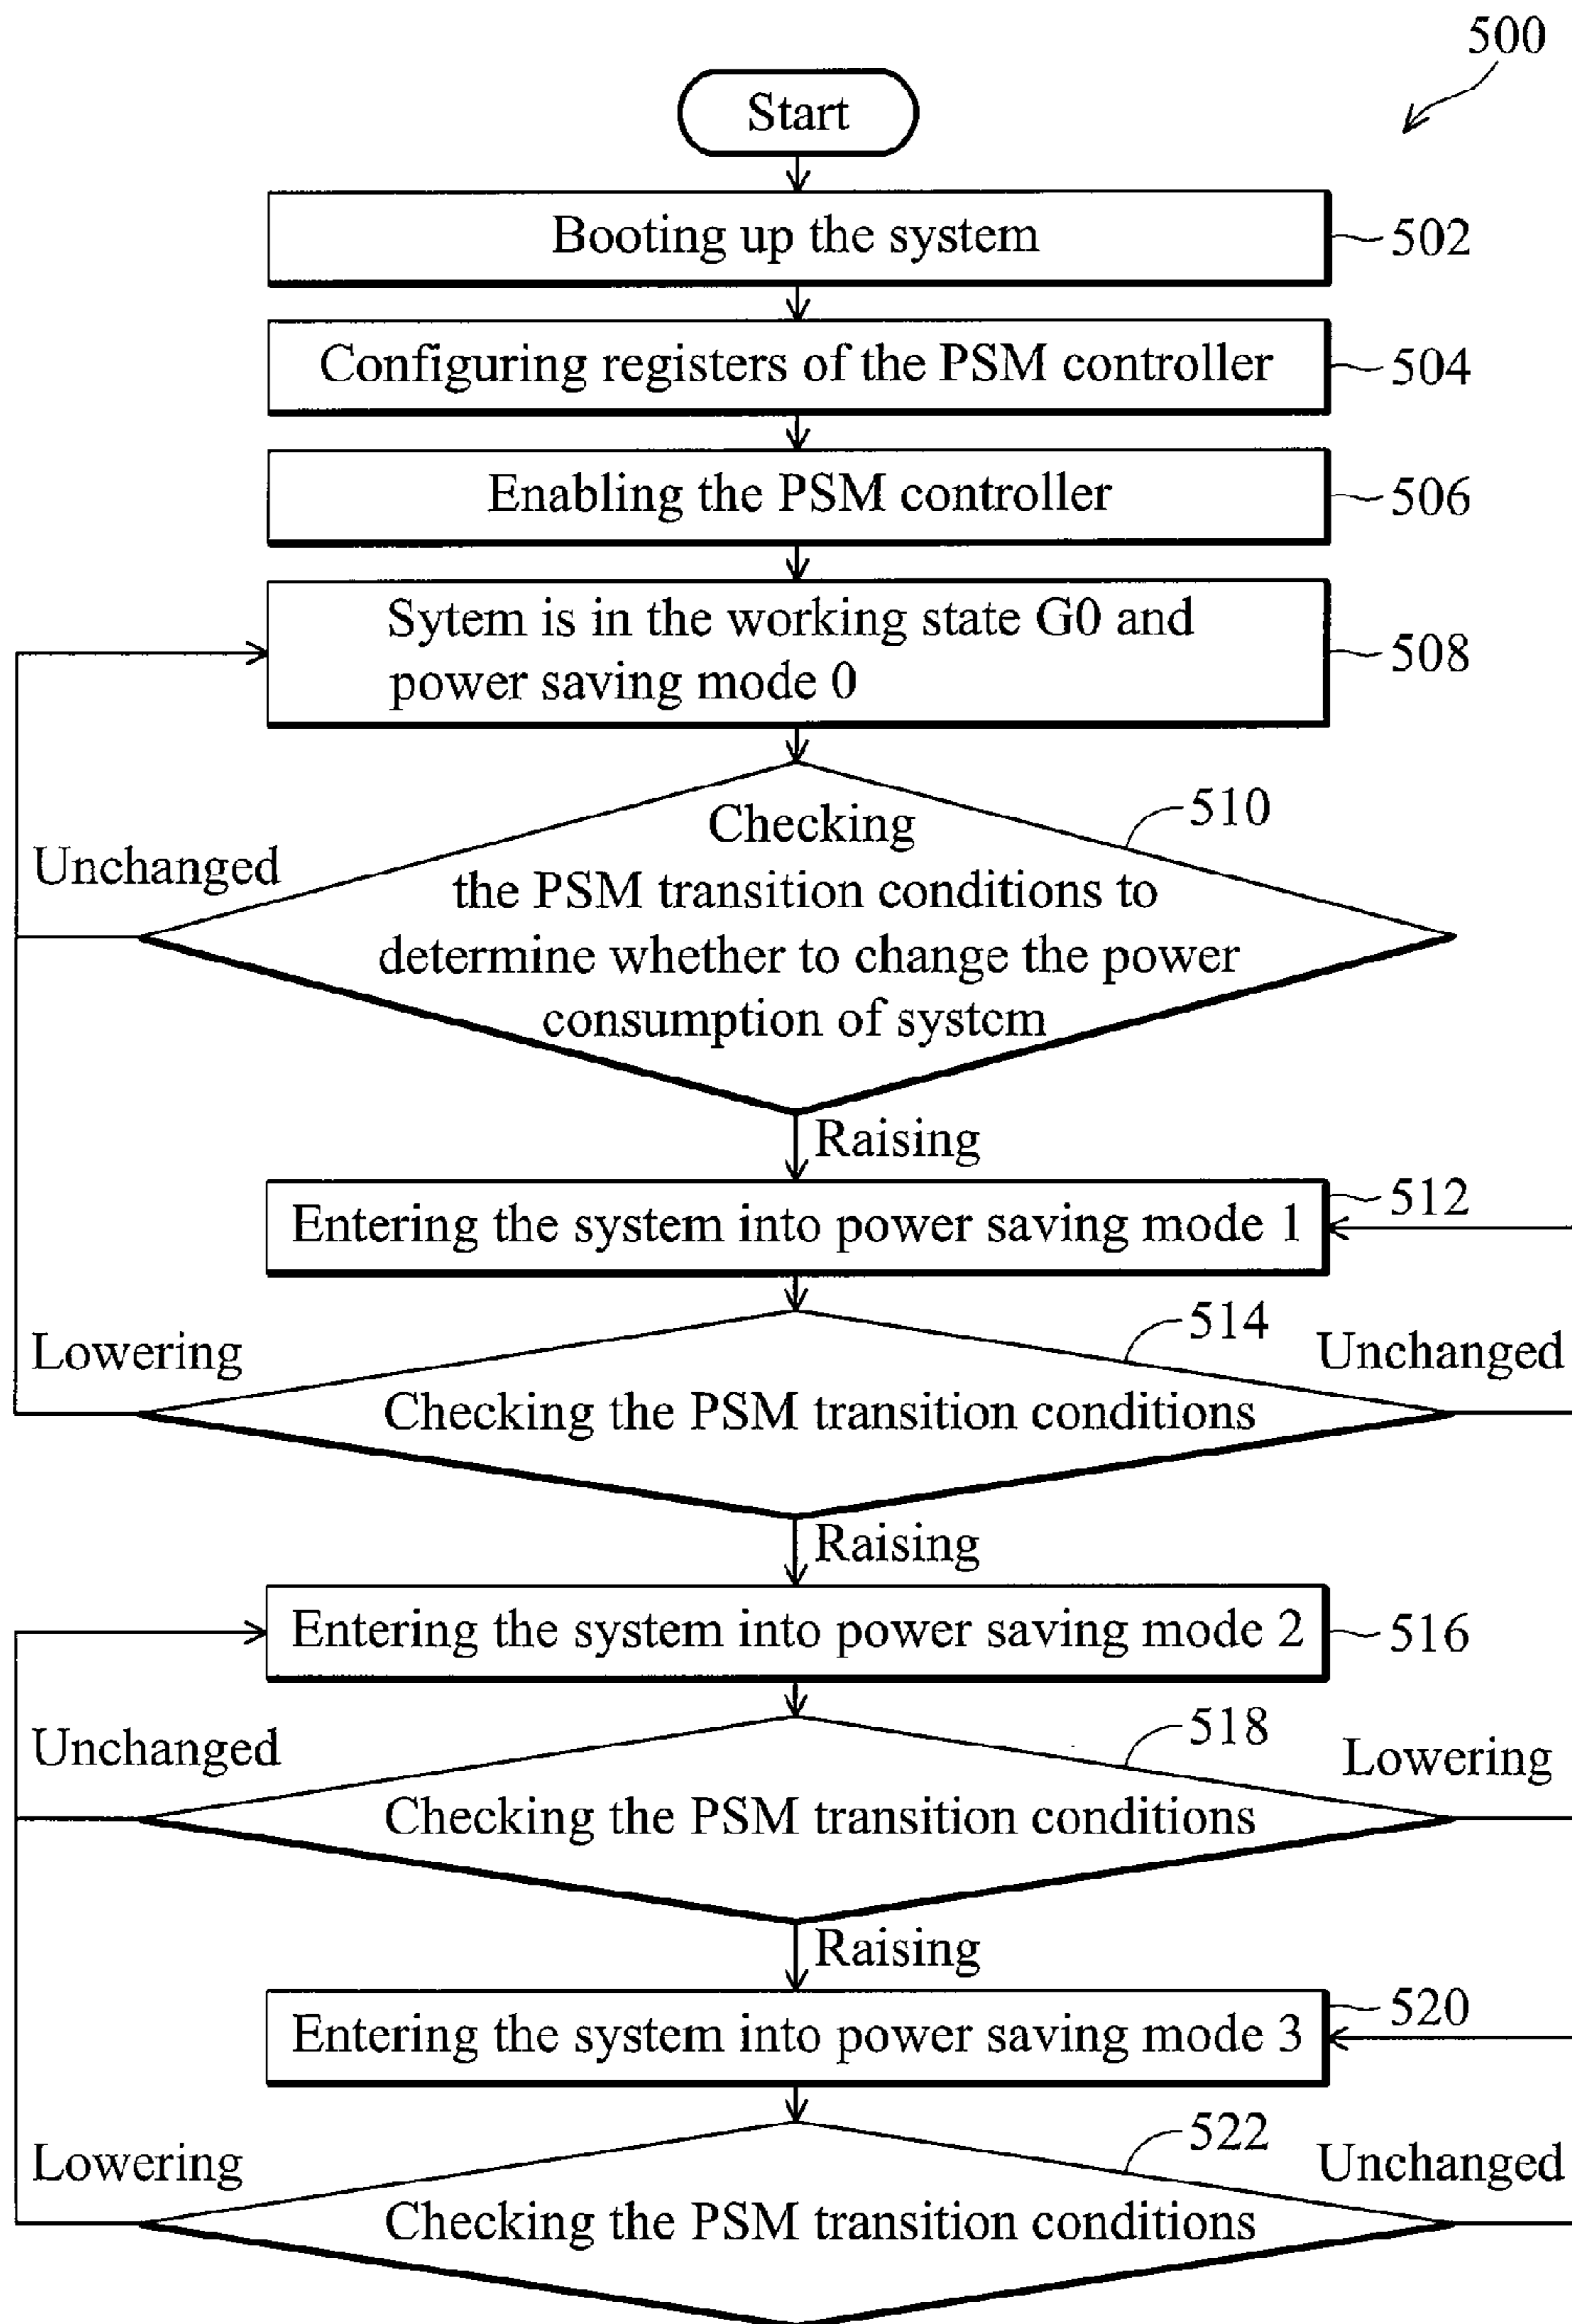 500
Start
Booting up the system
502
Configuring registers of the PSM controller
504
Enabling the PSM controller
506
Sytem is in the working state G0 and
power saving mode 0
508
Checking
the PSM transition conditions to
determine whether to change the power
consumption of system
510
Unchanged
Raising
Entering the system into power saving mode 1
512
Lowering
514
Unchanged
Checking the PSM transition conditions
Raising
Entering the system into power saving mode 2
516
Unchanged
518
Lowering
Checking the PSM transition conditions
Raising
Entering the system into power saving mode 3
520
Lowering
522
Unchanged
Checking the PSM transition conditions